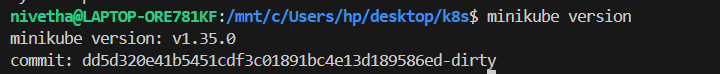 nivetha@LAPTOP-ORE781KF:/mnt/c/Users/hp/desktop/k8s$ minikube version
minikube version: v1.35.0
commit: dd5d320e41b5451cdf3c01891bc4e13d189586ed-dirty